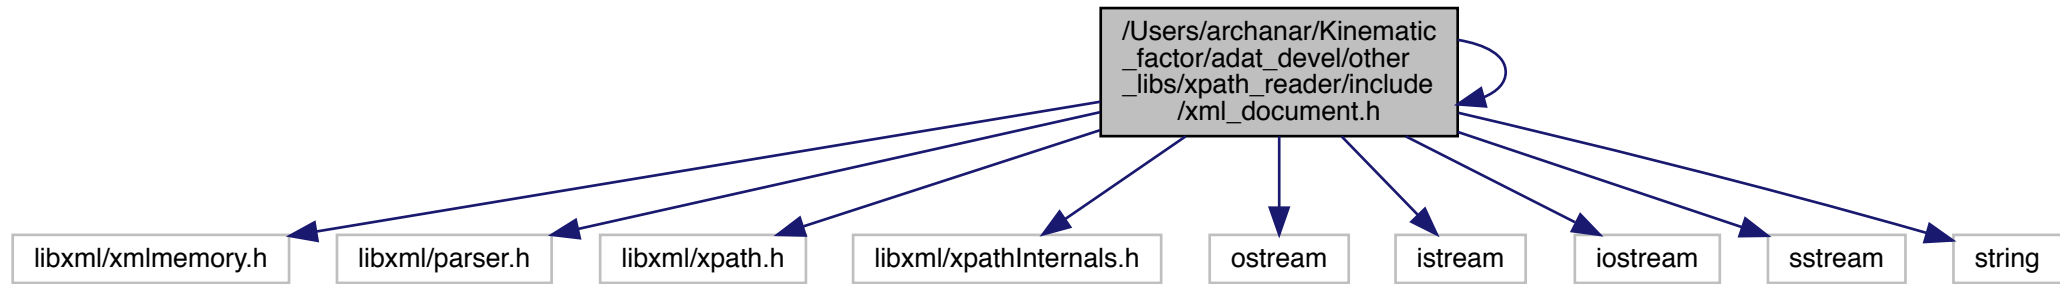 /Users/archanar/Kinematic
_factor/adat_devel/other
_libs/xpath_reader/include
/xml_document.h
libxml/xmlmemory.h
libxml/parser.h
libxml/xpath.h
libxml/xpathInternals.h
ostream
istream
iostream
sstream
string